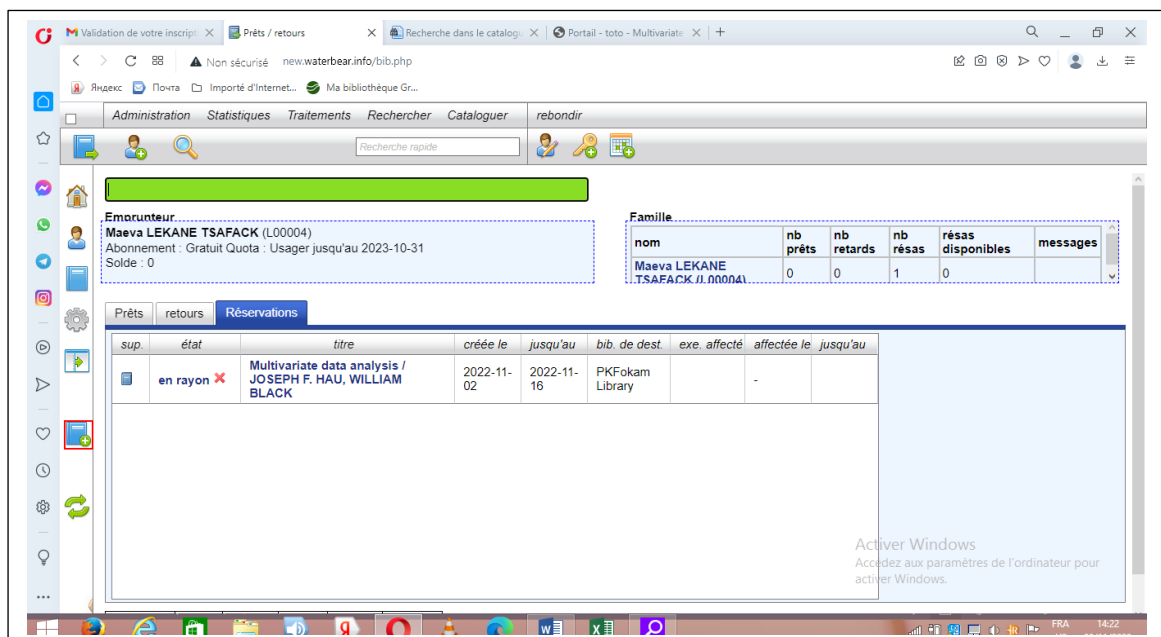 Validation de votre inscript
Prêts / retours
Recherche dans le catalogu
Portail - toto - Multivariate
Non sécurisé new.waterbear.info/bib.php
Яндекс Почта Importé d'Internet... Ma bibliothèque Gr...
Administration Statistiques Traitements Rechercher Cataloguer rebondir
Recherche rapide
Emprunteur
Maeva LEKANE TSAFACK (L00004)
Abonnement : Gratuit Quota : Usager jusqu'au 2023-10-31
Solde : 0
Famille
nom nb prêts nb retards nb résas résas disponibles messages
Maeva LEKANE TSAFACK (L00004) 0 0 1 0
Prêts retours Réservations
sup. état titre créée le jusqu'au bib. de dest. exe. affecté affectée le jusqu'au
en rayon Multivariate data analysis / JOSEPH F. HAU, WILLIAM BLACK 2022-11-02 2022-11-16 PKFokam Library -
Activer Windows
Accédez aux paramètres de l'ordinateur pour
activer Windows.
FRA 14:22